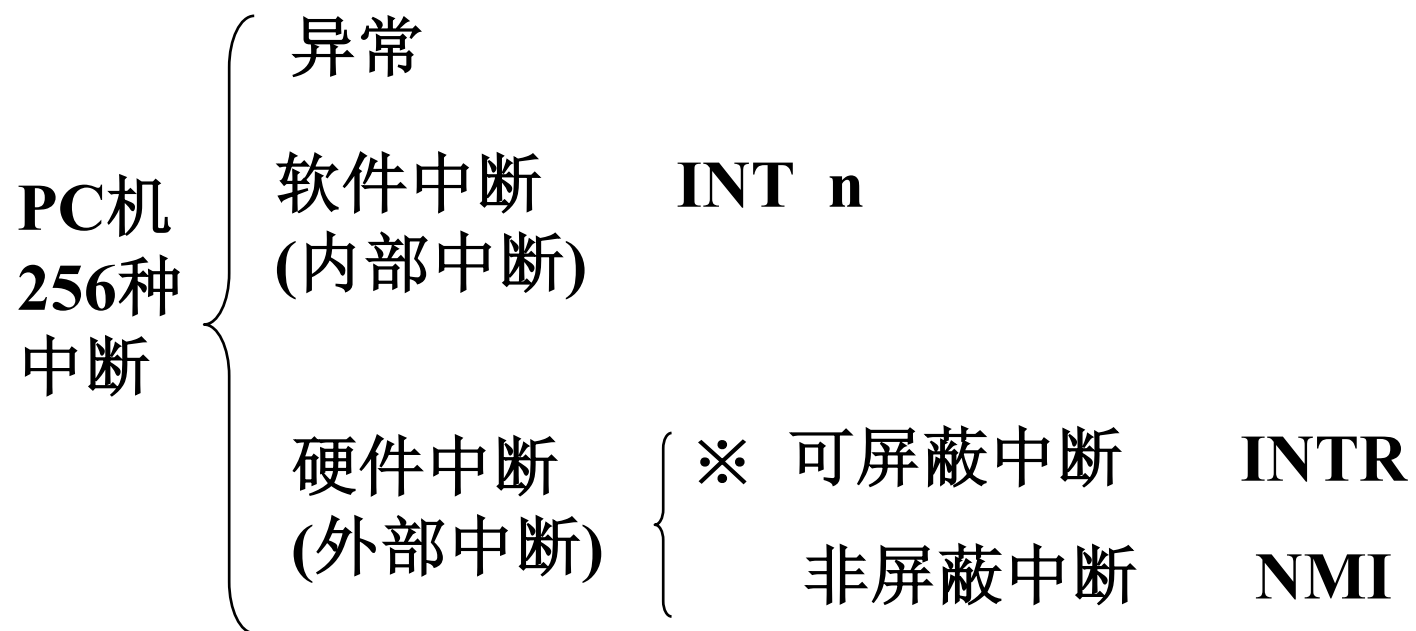 PC机
256种
中断
异常
软件中断 INT n
(内部中断)
硬件中断
(外部中断)
※ 可屏蔽中断 INTR
非屏蔽中断 NMI